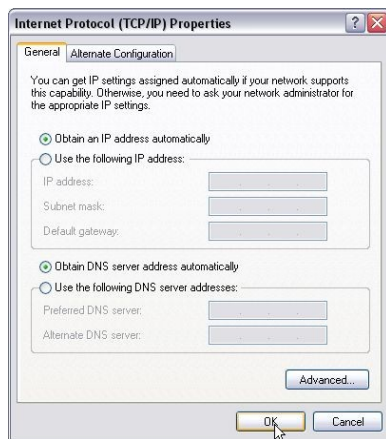 Internet Protocol (TCP/IP) Properties
General
Alternate Configuration
You can get IP settings assigned automatically if your network supports
this capability. Otherwise, you need to ask your network administrator for
the appropriate IP settings.
Obtain an IP address automatically
Use the following IP address:
IP address:
Subnet mask:
Default gateway:
Obtain DNS server address automatically
Use the following DNS server addresses:
Preferred DNS server:
Alternate DNS server:
Advanced...
OK
Cancel